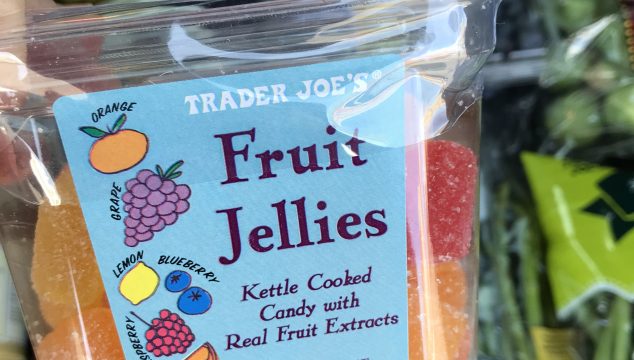 TRADER JOE'S®
Fruit
Jellies
Kettle Cooked
Candy with
Real Fruit Extracts
ORANGE
GRAPE
LEMON
BLUEBERRY